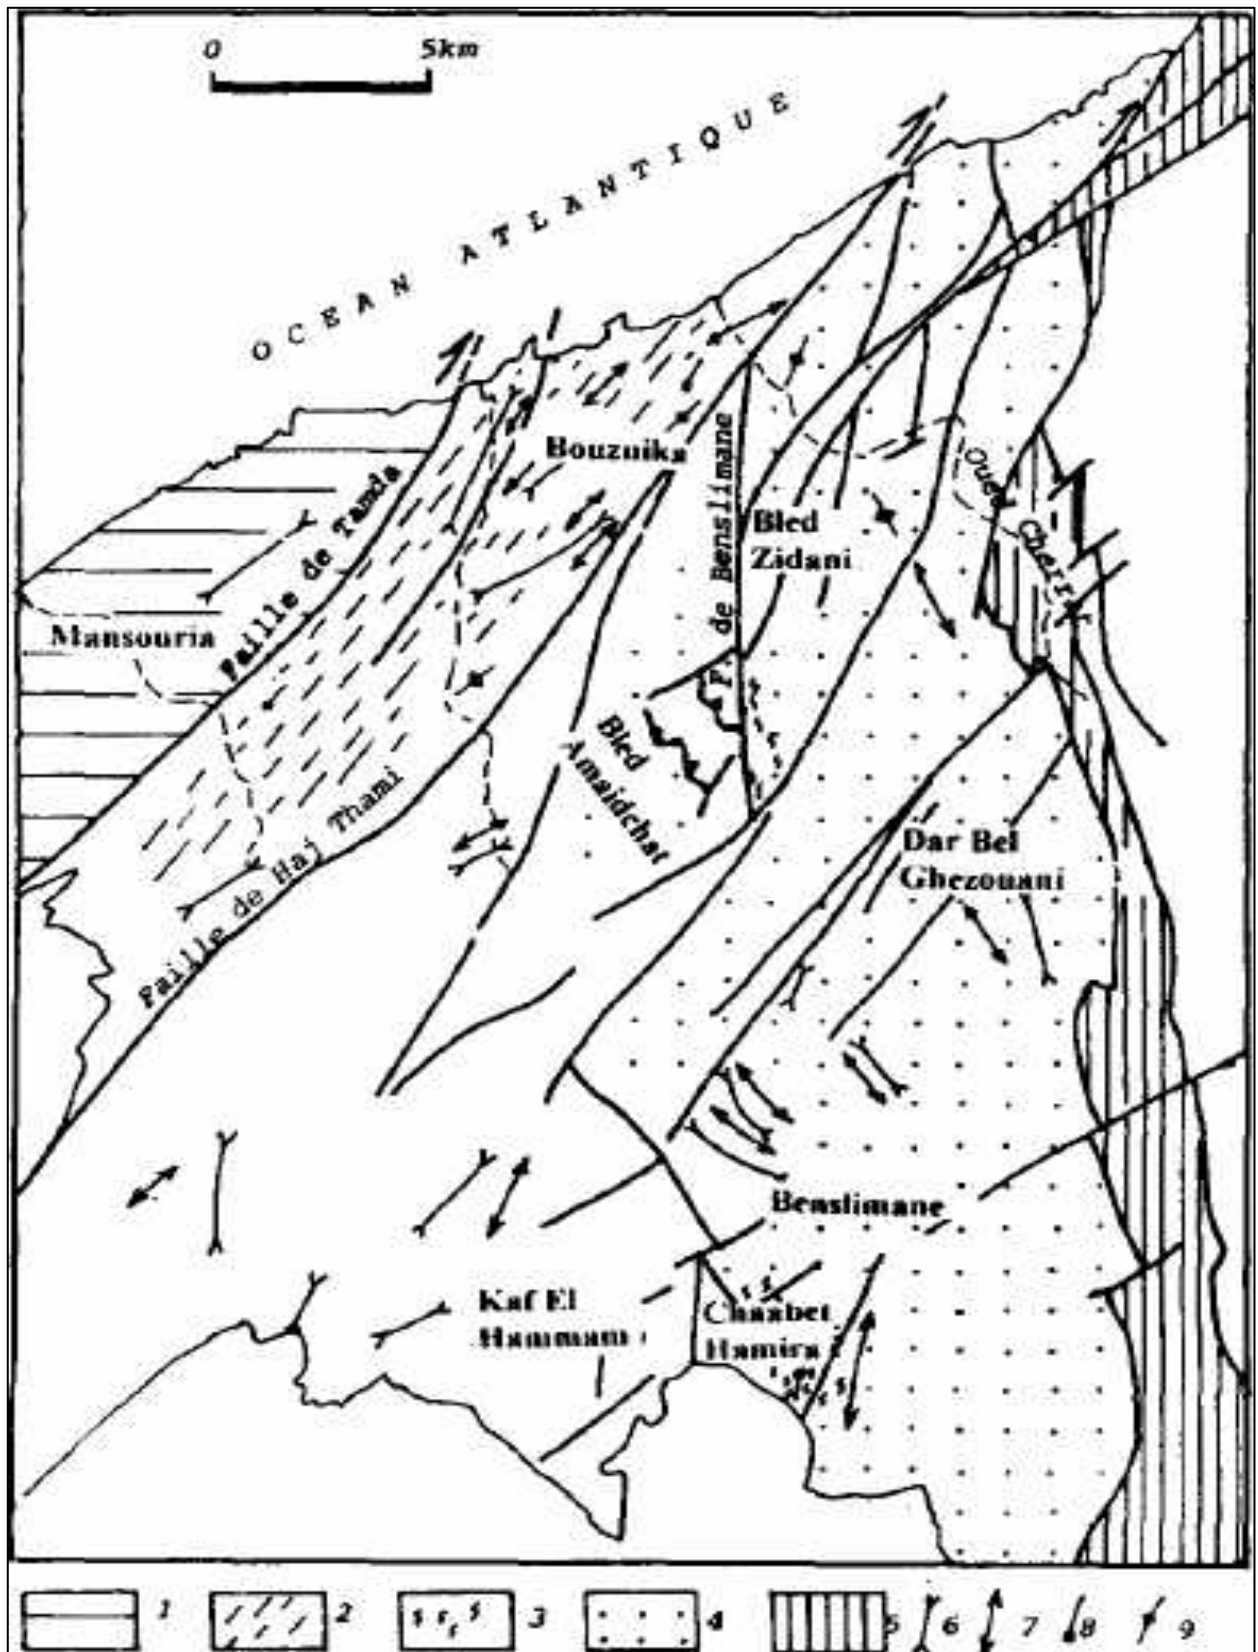 0 5km
OCEAN ATLANTIQUE
Bouznika
Faille de Tamda
F. de Benslimane
Bled
Zidani
Oued Cherrat
Mansouria
Bled
Amaidchat
Faille de Haj Thami
Dar Bel
Ghezouani
Benslimane
Kaf El
Hammam
Chaabet
Hamira
1 2 3 4 5 6 7 8 9